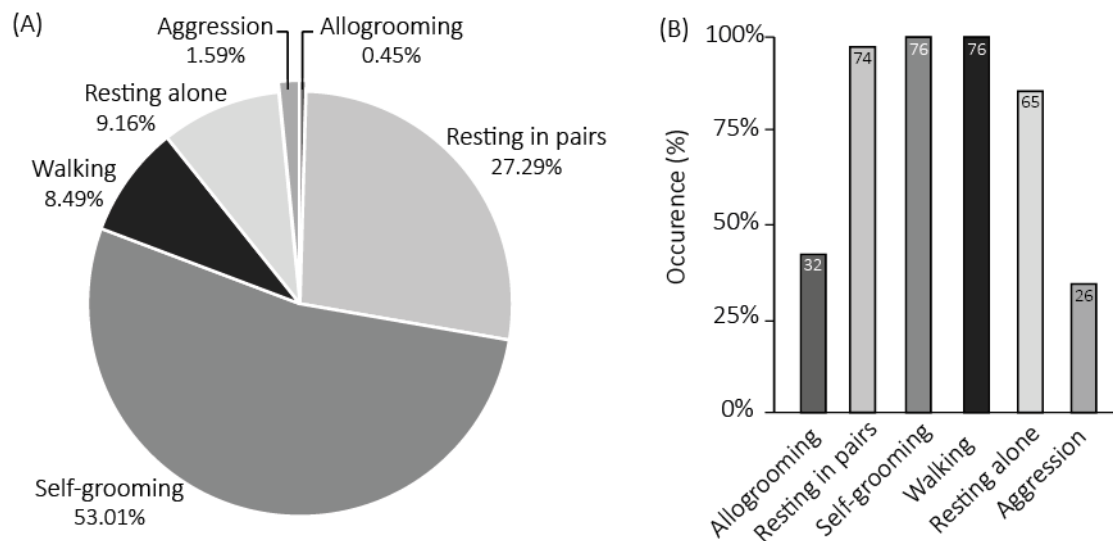 (A)
Aggression
1.59%
Allogrooming
0.45%
Resting alone
9.16%
Resting in pairs
27.29%
Walking
8.49%
Self-grooming
53.01%
(B)
Occurence (%)
100%
75%
50%
25%
0%
32
74
76
76
65
26
Allogrooming
Resting in pairs
Self-grooming
Walking
Resting alone
Aggression